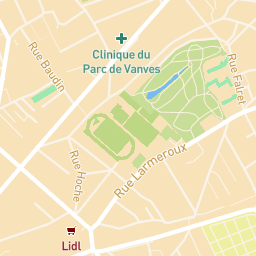 Clinique du
Parc de Vanves
Rue Baudin
Rue Falret
Rue Larmeroux
Rue Hoche
Lidl